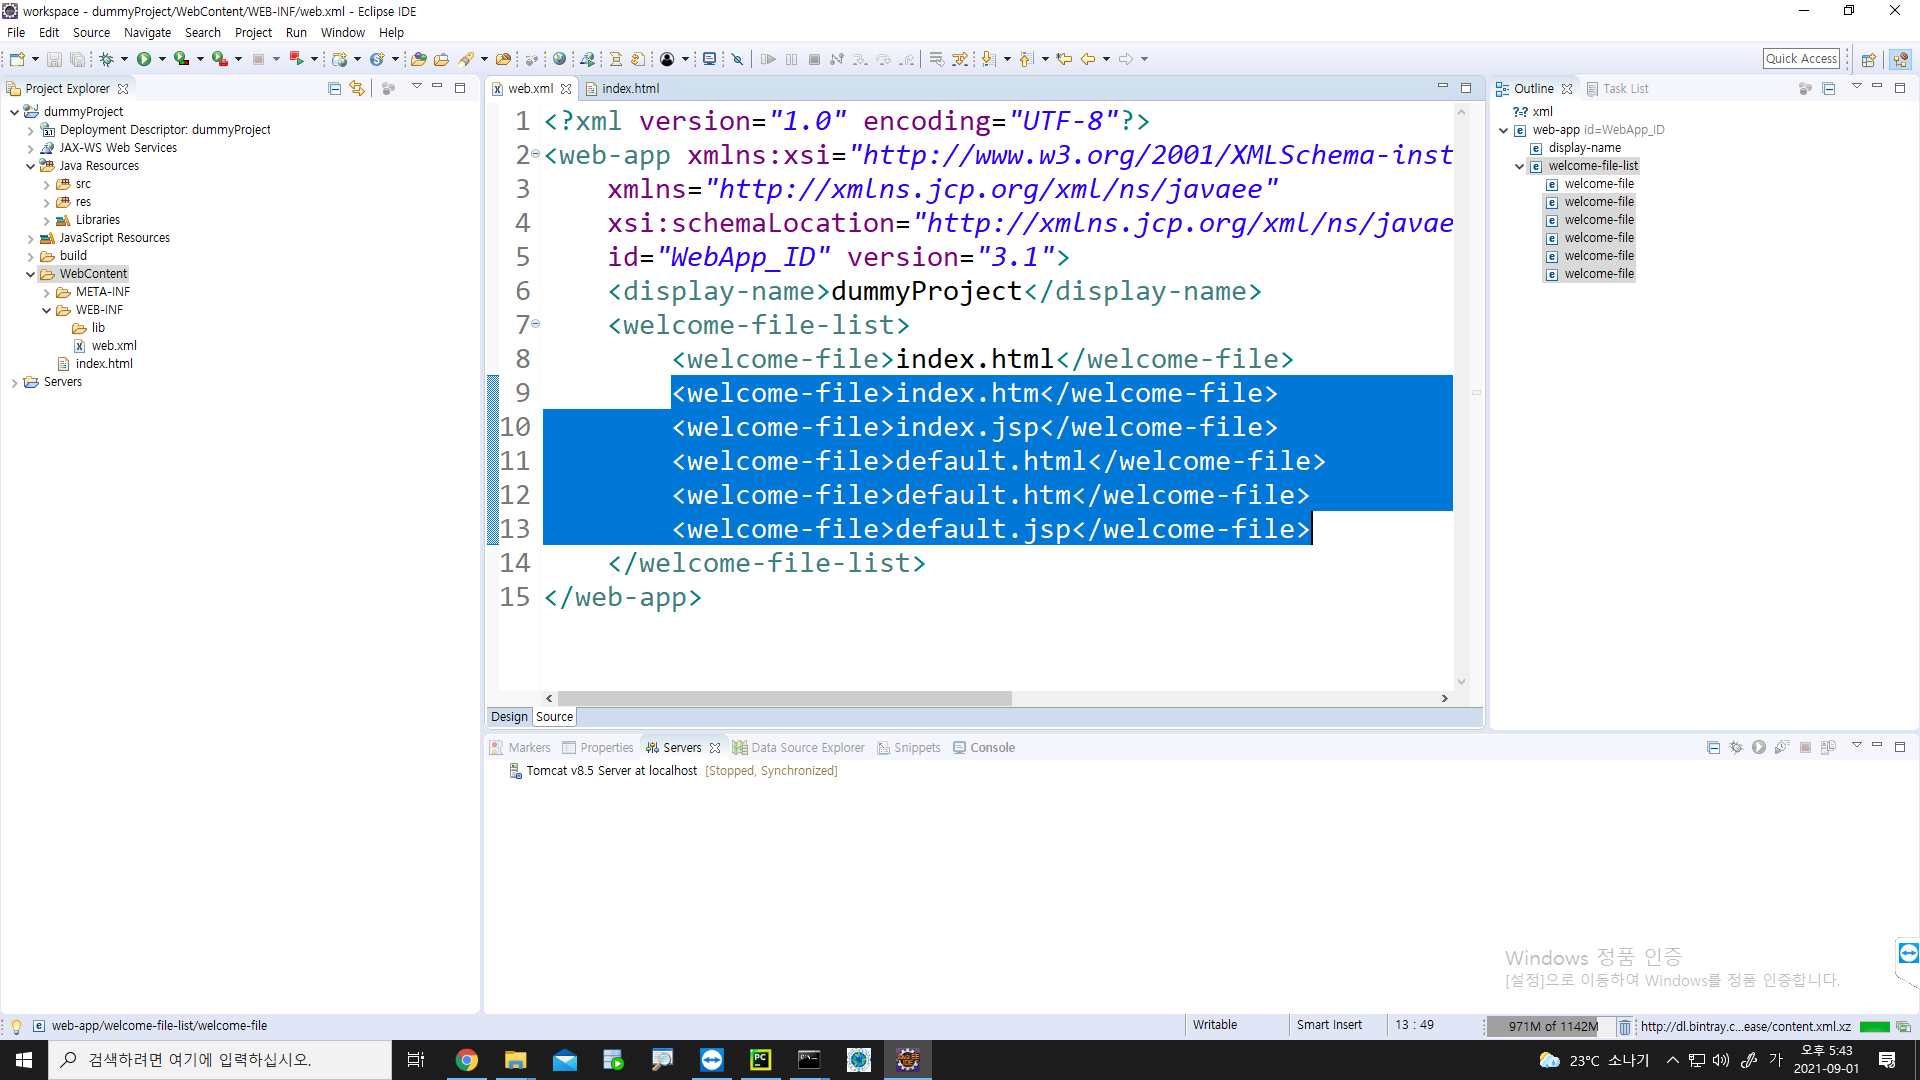 workspace - dummyProject/WebContent/WEB-INF/web.xml - Eclipse IDE
File Edit Source Navigate Search Project Run Window Help
Quick Access
Project Explorer
dummyProject
Deployment Descriptor: dummyProject
JAX-WS Web Services
Java Resources
src
res
Libraries
JavaScript Resources
build
WebContent
META-INF
WEB-INF
lib
web.xml
index.html
Servers
web.xml index.html
1 <?xml version="1.0" encoding="UTF-8"?>
2 <web-app xmlns:xsi="http://www.w3.org/2001/XMLSchema-inst
3 xmlns="http://xmlns.jcp.org/xml/ns/javaee"
4 xsi:schemaLocation="http://xmlns.jcp.org/xml/ns/javae
5 id="WebApp_ID" version="3.1">
6 <display-name>dummyProject</display-name>
7 <welcome-file-list>
8 <welcome-file>index.html</welcome-file>
9 <welcome-file>index.htm</welcome-file>
10 <welcome-file>index.jsp</welcome-file>
11 <welcome-file>default.html</welcome-file>
12 <welcome-file>default.htm</welcome-file>
13 <welcome-file>default.jsp</welcome-file>
14 </welcome-file-list>
15 </web-app>
Design Source
Outline Task List
xml
web-app id=WebApp_ID
display-name
welcome-file-list
welcome-file
welcome-file
welcome-file
welcome-file
welcome-file
welcome-file
Markers Properties Servers Data Source Explorer Snippets Console
Tomcat v8.5 Server at localhost [Stopped, Synchronized]
Windows 정품 인증
[설정]으로 이동하여 Windows를 정품 인증합니다.
web-app/welcome-file-list/welcome-file
Writable Smart Insert 13 : 49 971M of 1142M http://dl.bintray.c...ease/content.xml.xz
검색하려면 여기에 입력하십시오.
23°C 소나기
가
오후 5:43
2021-09-01